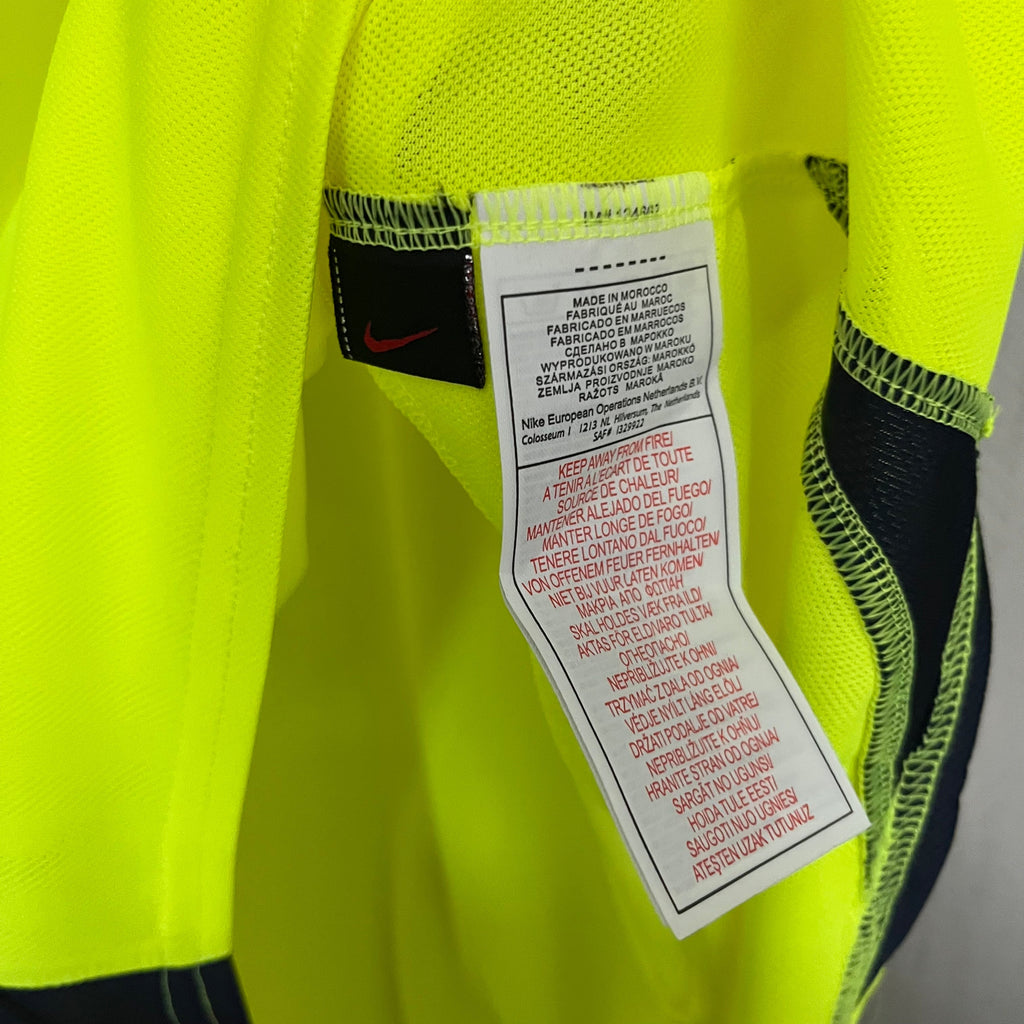 MADE IN MOROCCO
FABRIQUÉ AU MAROC
FABRICADO EN MARRUECOS
FABRICADO EM MARROCOS
СДЕЛАНО В МАРОККО
WYPRODUKOWANO W MAROKU
SZÁRMAZÁSI ORSZÁG: MAROKKÓ
ZEMLJA PROIZVODNJE MAROKO
RAŽOTS MAROKĀ
Nike European Operations Netherlands B.V.
Colosseum 1 1213 NL Hilversum, The Netherlands
SAF# 1329922
KEEP AWAY FROM FIRE/
A TENIR A L'ECART DE TOUTE
SOURCE DE CHALEUR/
MANTENER ALEJADO DEL FUEGO/
MANTER LONGE DE FOGO/
TENERE LONTANO DAL FUOCO/
VON OFFENEM FEUER FERNHALTEN/
NIET BIJ VUUR LATEN KOMEN/
ΜΑΚΡΙΑ ΑΠΟ ΦΩΤΙΑ/
SKAL HOLDES VÆK FRA ILD/
AKTAS FÖR ELD/VARO TULTA/
ОГНЕОПАСНО/
NEPRIBLIŽUJTE K OHNI/
TRZYMAĆ Z DALA OD OGNIA/
VÉDJE NYÍLT LÁNG ELŐL/
DRŽATI PODALJE OD VATRE/
NEPRIBLIŽUJTE K OHŇU/
HRANITE STRAN OD OGNJA/
SARGĀT NO UGUNS/
HOIDA TULE EEST/
SAUGOTI NUO UGNIES/
ATEŞTEN UZAK TUTUNUZ